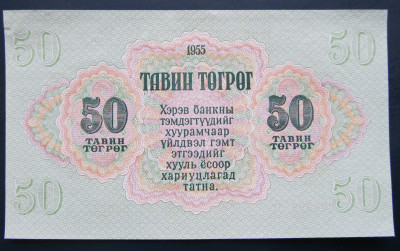 50 1955 50
ТАВИН ТӨГРӨГ
50 50
ТАВИН ТӨГРӨГ
ТАВИН ТӨГРӨГ
Хэрэв банкны
тэмдэгтүүдийг
хуурамчаар
үйлдвэл гэмт
этгээдийг
хууль ёсоор
хариуцлагад
татна.
50 50